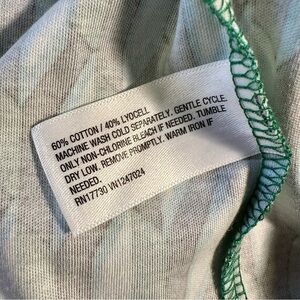 60% COTTON / 40% LYOCELL
MACHINE WASH COLD SEPARATELY. GENTLE CYCLE.
ONLY NON-CHLORINE BLEACH IF NEEDED. TUMBLE
DRY LOW. REMOVE PROMPTLY. WARM IRON IF
NEEDED.
RN17730 VN1247024